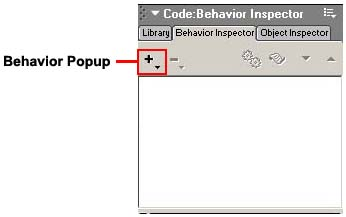 Code:Behavior Inspector
Library Behavior Inspector Object Inspector
Behavior Popup